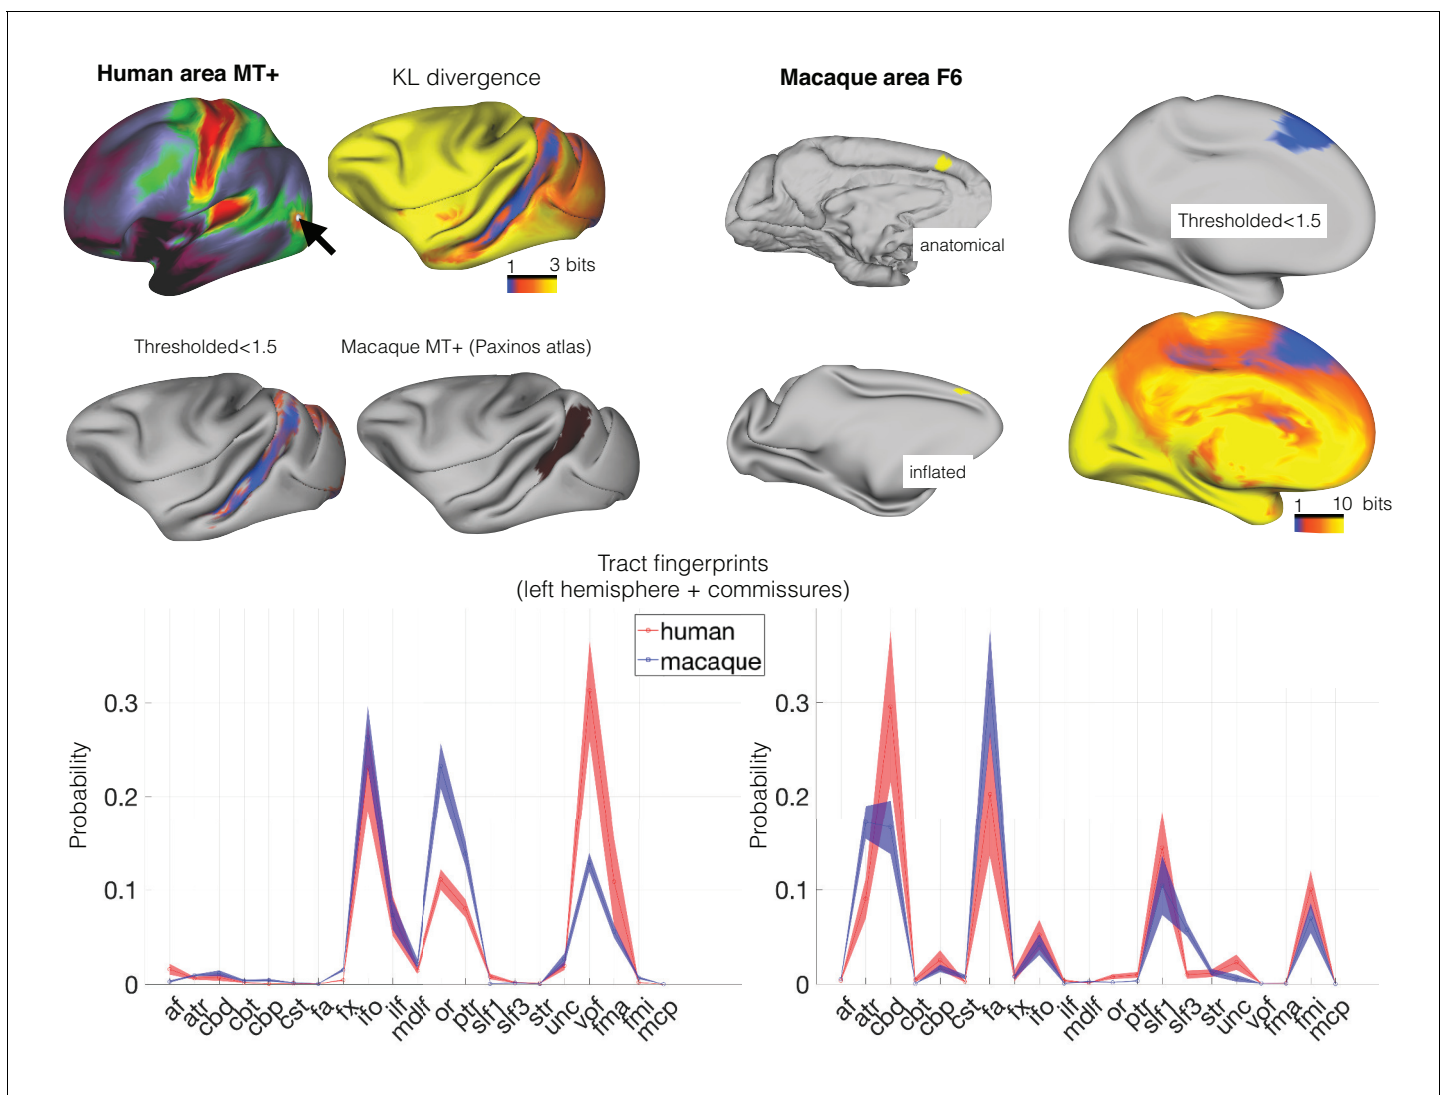 Human area MT+
KL divergence
Macaque area F6
1 3 bits
anatomical
Thresholded<1.5
Thresholded<1.5
Macaque MT+ (Paxinos atlas)
inflated
1 10 bits
Tract fingerprints
(left hemisphere + commissures)
human
macaque
Probability
0.3
0.2
0.1
0
af atr cbd cbt cbp cst fa fx ifo ilf mdlf or ptr slf1 slf3 str unc vof fma fmi mcp
Probability
0.3
0.2
0.1
0
af atr cbd cbt cbp cst fa fx ifo ilf mdlf or ptr slf1 slf3 str unc vof fma fmi mcp